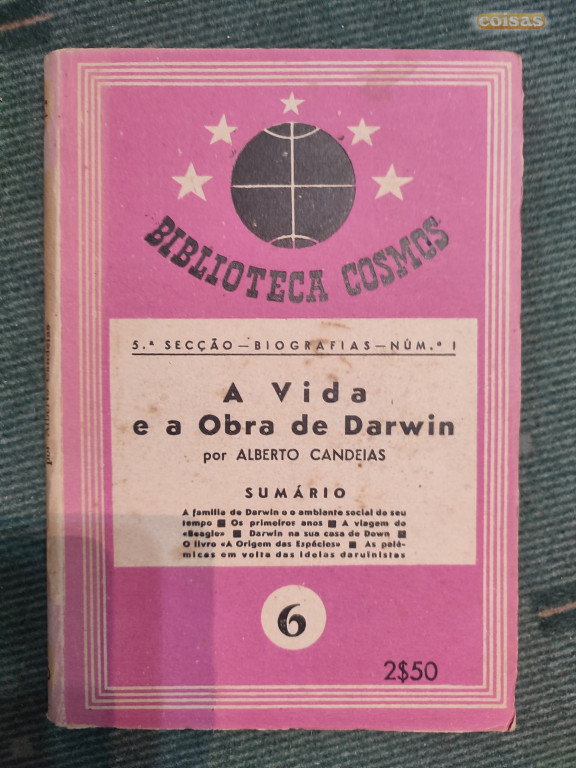 coisas
BIBLIOTECA COSMOS
5.ª SECÇÃO — BIOGRAFIAS — NÚM.º I
A Vida
e a Obra de Darwin
por ALBERTO CANDEIAS
SUMÁRIO
A família de Darwin e o ambiente social de seu
tempo ■ Os primeiros anos ■ A viagem do
«Beagle» ■ Darwin na sua casa de Down ■
O livro «A Origem das Espécies» ■ As polé-
micas em volta das ideias darwinistas
6
2$50